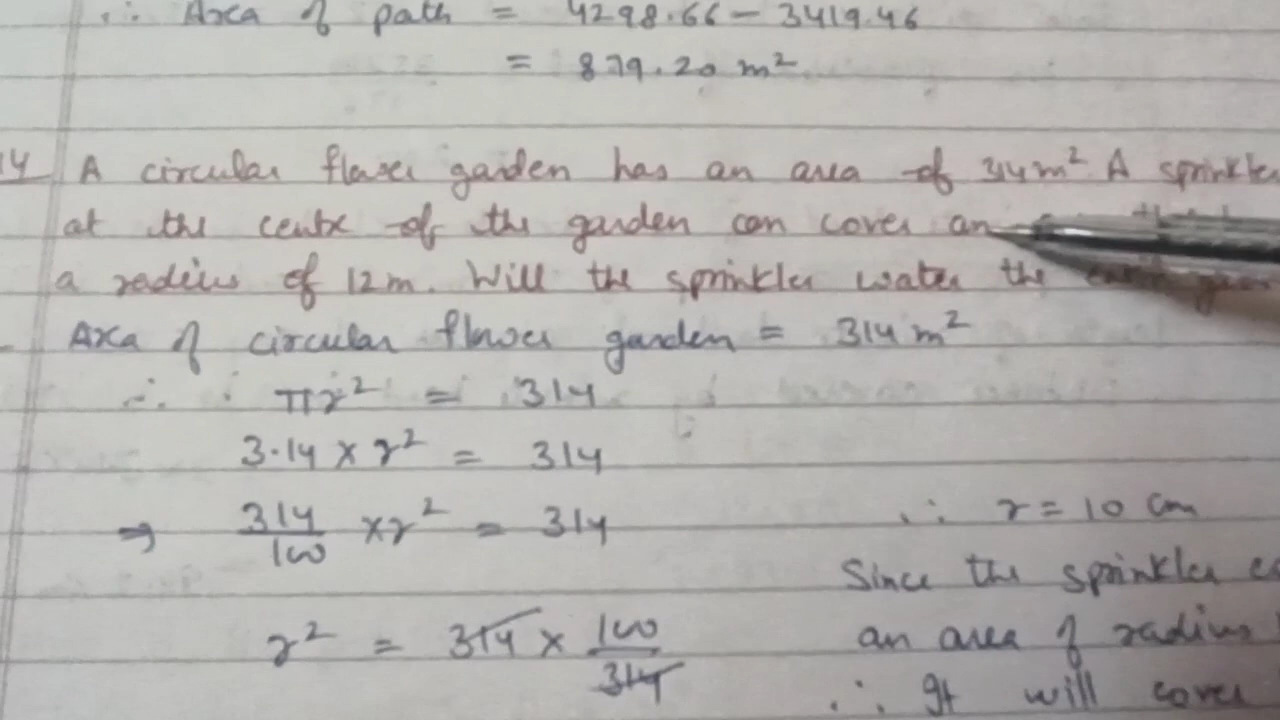 ∴ Area of path = 4298.66 - 3419.46
= 879.20 m²
14 A circular flower garden has an area of 314m². A sprinkler
at the centre of the garden can cover an
a radius of 12m. Will the sprinkler water the
Area of circular flower garden = 314 m²
∴ πr² = 314
3.14 × r² = 314
⇒ 314/100 × r² = 314
r² = 314 × 100/314
∴ r = 10 cm
Since the sprinkler
an area of radius
∴ It will cover